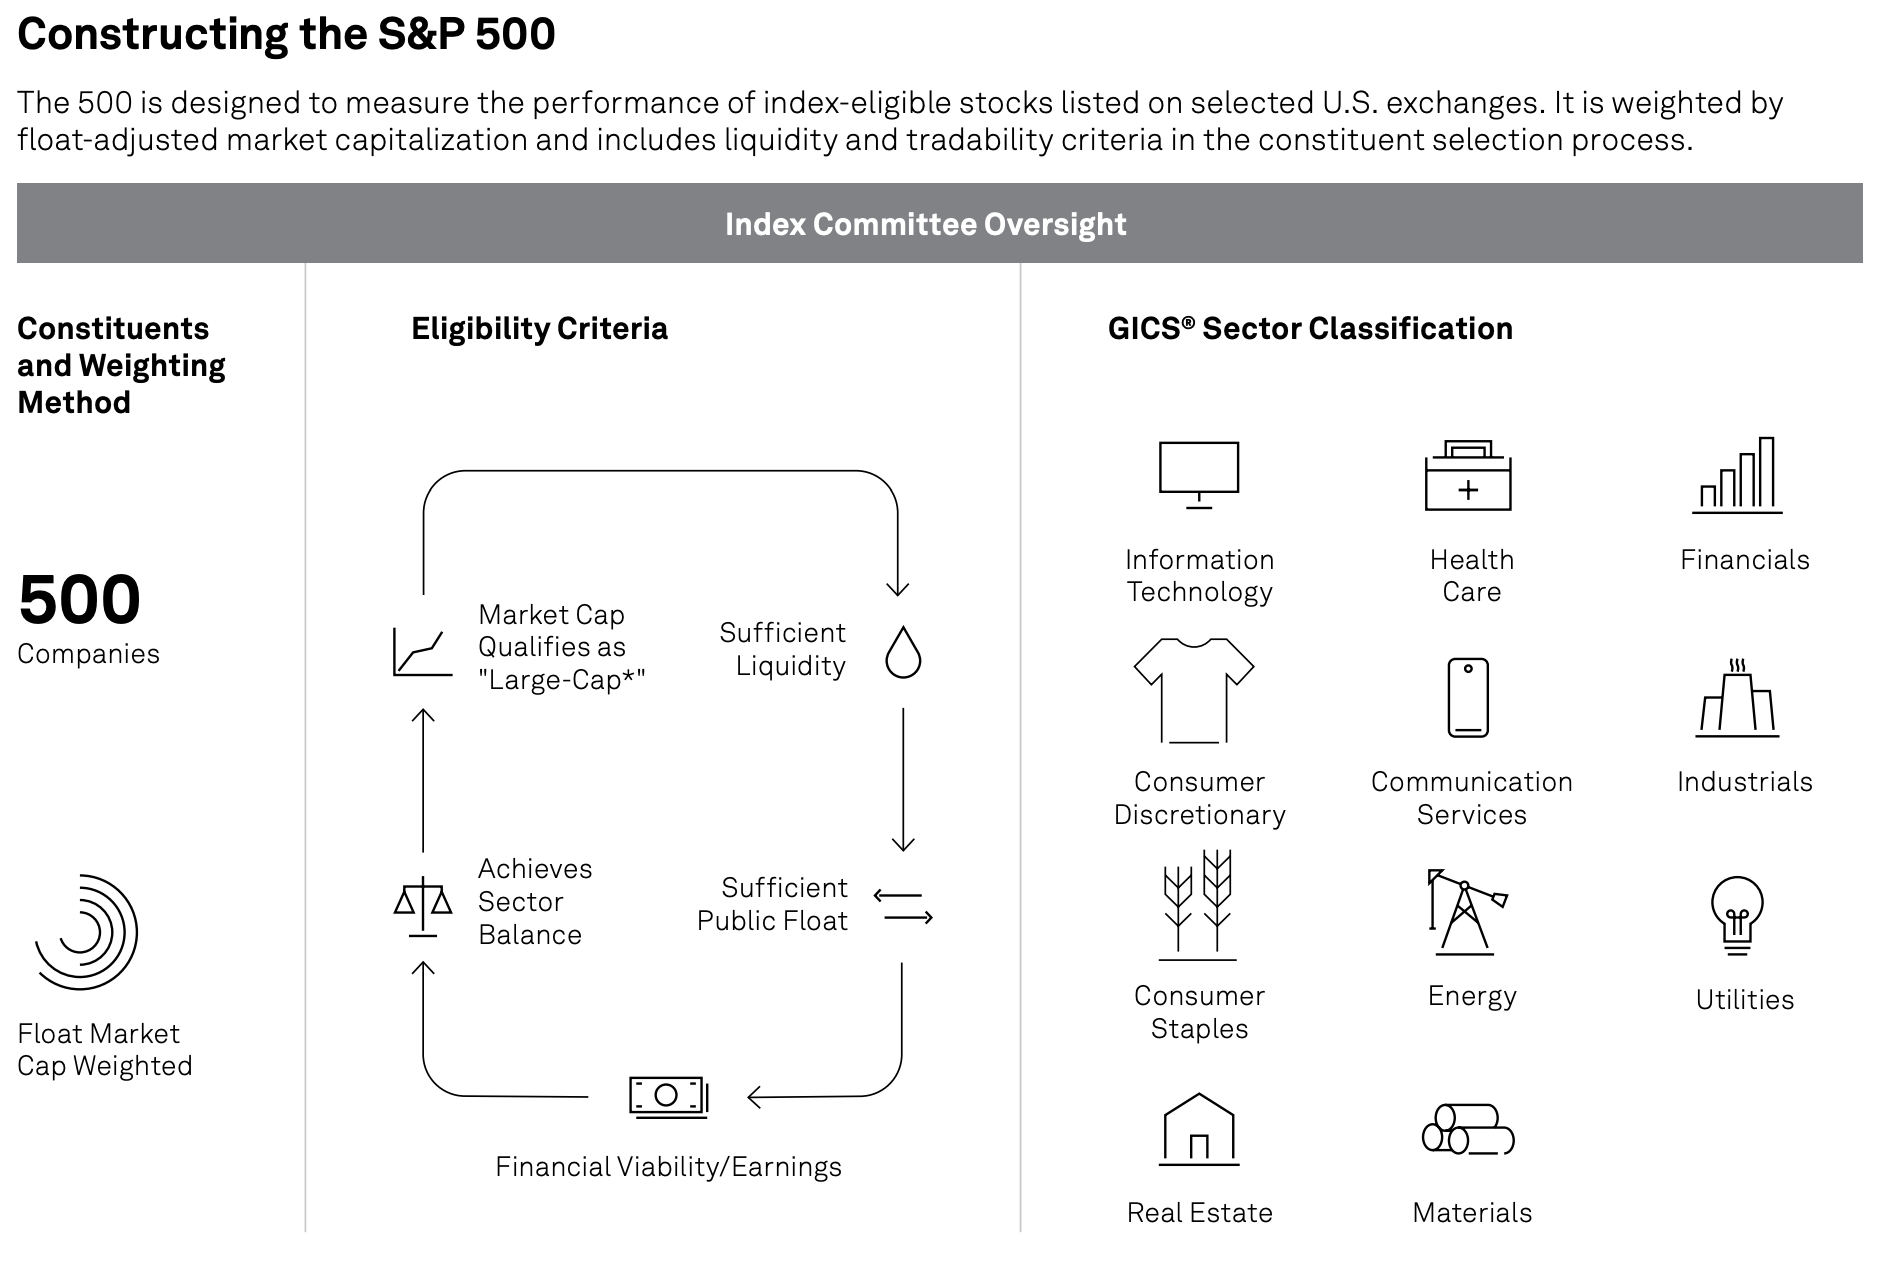 Constructing the S&P 500
The 500 is designed to measure the performance of index-eligible stocks listed on selected U.S. exchanges. It is weighted by
float-adjusted market capitalization and includes liquidity and tradability criteria in the constituent selection process.
Index Committee Oversight
Constituents
and Weighting
Method
500
Companies
Float Market
Cap Weighted
Eligibility Criteria
Market Cap
Qualifies as
"Large-Cap*"
Sufficient
Liquidity
Achieves
Sector
Balance
Sufficient
Public Float
Financial Viability/Earnings
GICS® Sector Classification
Information
Technology
Health
Care
Financials
Consumer
Discretionary
Communication
Services
Industrials
Consumer
Staples
Energy
Utilities
Real Estate
Materials